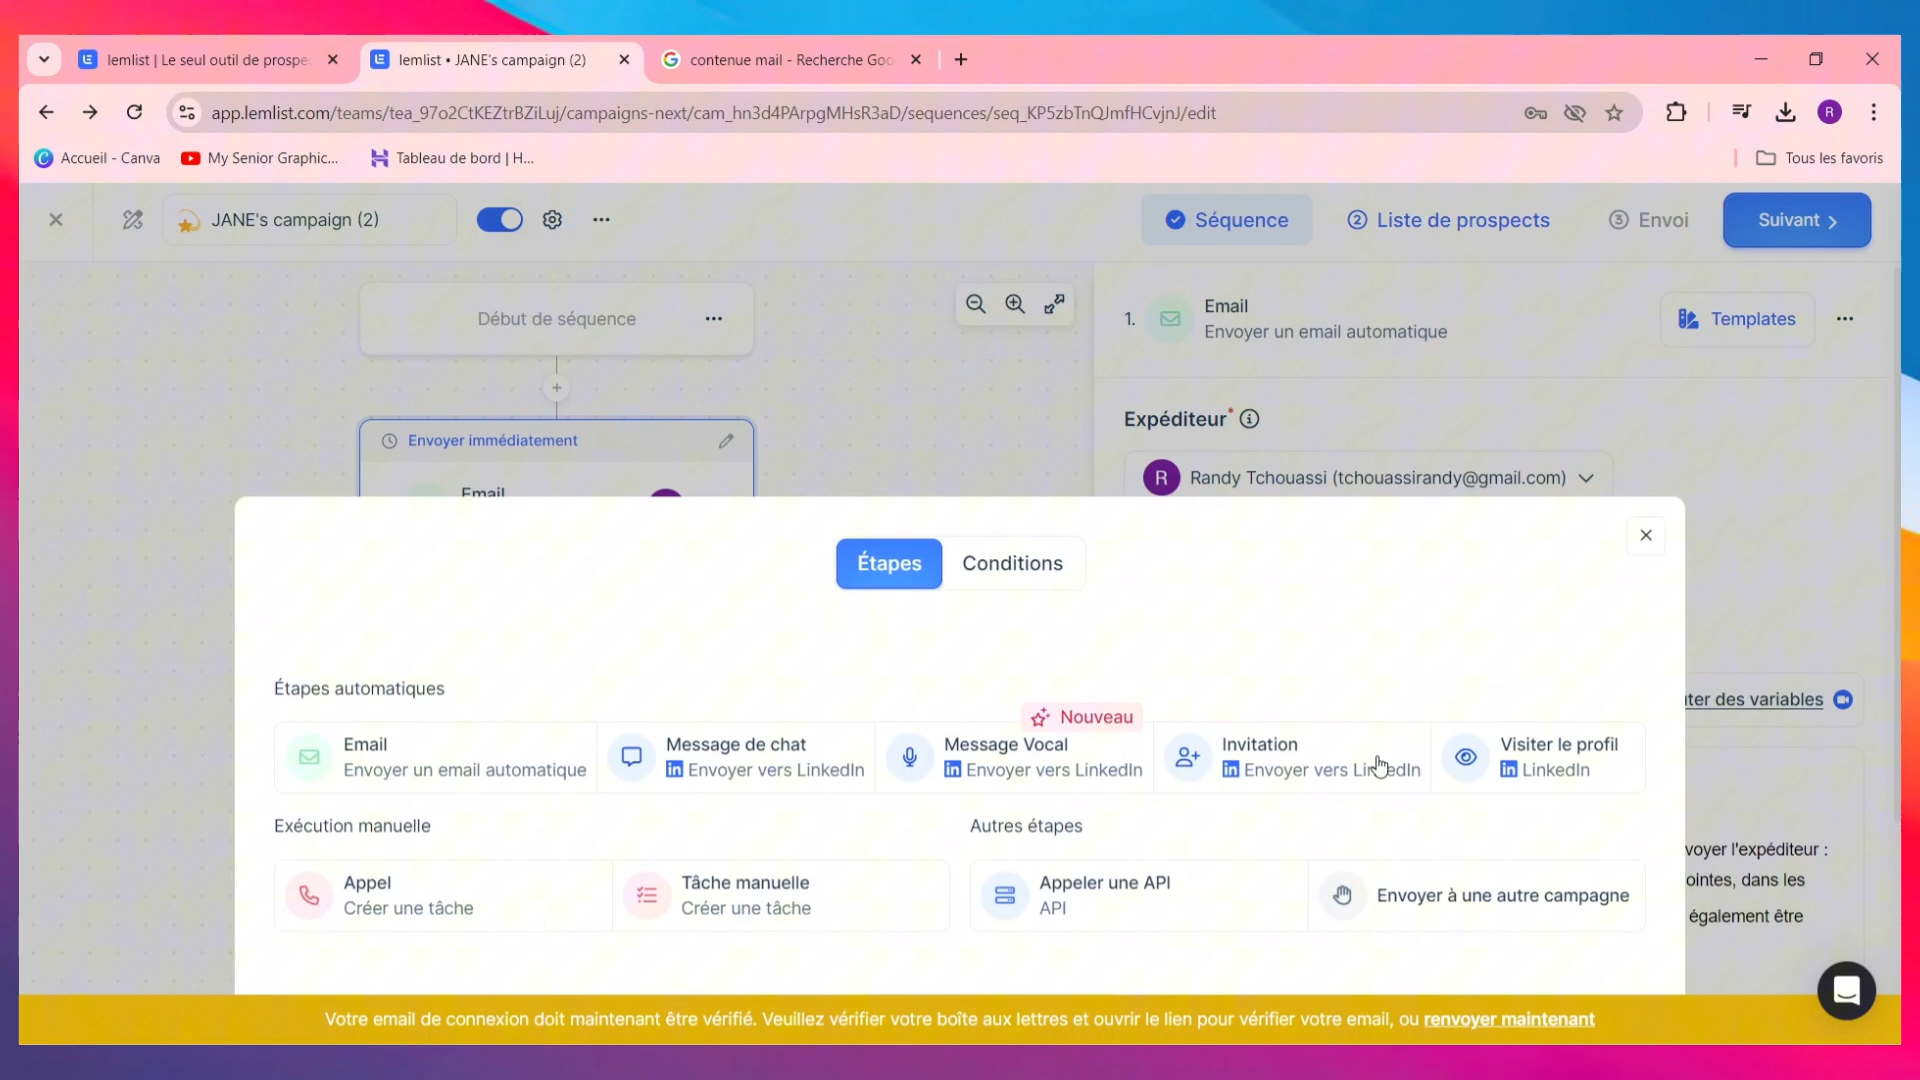 lemlist | Le seul outil de prospe
lemlist • JANE's campaign (2)
contenue mail - Recherche Goo
app.lemlist.com/teams/tea_97o2CtKEZtrBZiLuj/campaigns-next/cam_hn3d4PArpgMHsR3aD/sequences/seq_KP5zbTnQJmfHCvjnJ/edit
R
Accueil - Canva
My Senior Graphic...
Tableau de bord | H...
Tous les favoris
JANE's campaign (2)
Séquence
2 Liste de prospects
3 Envoi
Suivant
Début de séquence
1.
Email
Envoyer un email automatique
Templates
Expéditeur*
Envoyer immédiatement
R Randy Tchouassi (tchouassirandy@gmail.com)
Email
Étapes
Conditions
Étapes automatiques
Nouveau
ter des variables
Email
Envoyer un email automatique
Message de chat
Envoyer vers LinkedIn
Message Vocal
Envoyer vers LinkedIn
Invitation
Envoyer vers LinkedIn
Visiter le profil
LinkedIn
Exécution manuelle
Autres étapes
voyer l'expéditeur :
ointes, dans les
également être
Appel
Créer une tâche
Tâche manuelle
Créer une tâche
Appeler une API
API
Envoyer à une autre campagne
Votre email de connexion doit maintenant être vérifié. Veuillez vérifier votre boîte aux lettres et ouvrir le lien pour vérifier votre email, ou renvoyer maintenant